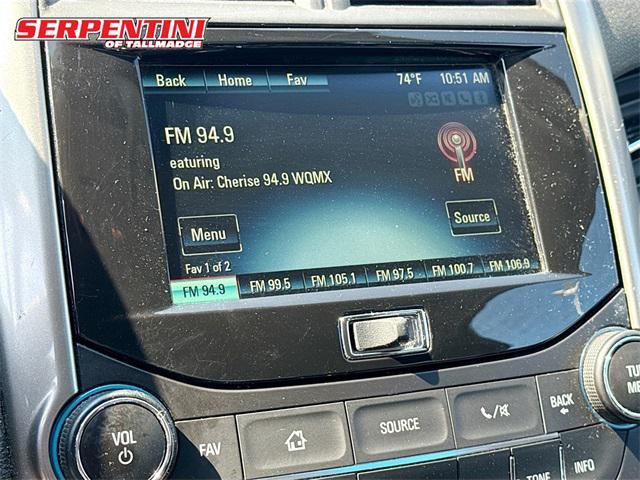 SERPENTINI
OF TALLMADGE
Back Home Fav 74°F 10:51 AM
FM 94.9
eaturing
On Air: Cherise 94.9 WQMX
FM
Menu
Source
Fav 1 of 2
FM 94.9 FM 99.5 FM 105.1 FM 97.5 FM 100.7 FM 106.9
VOL
FAV
SOURCE
BACK
TONE
INFO